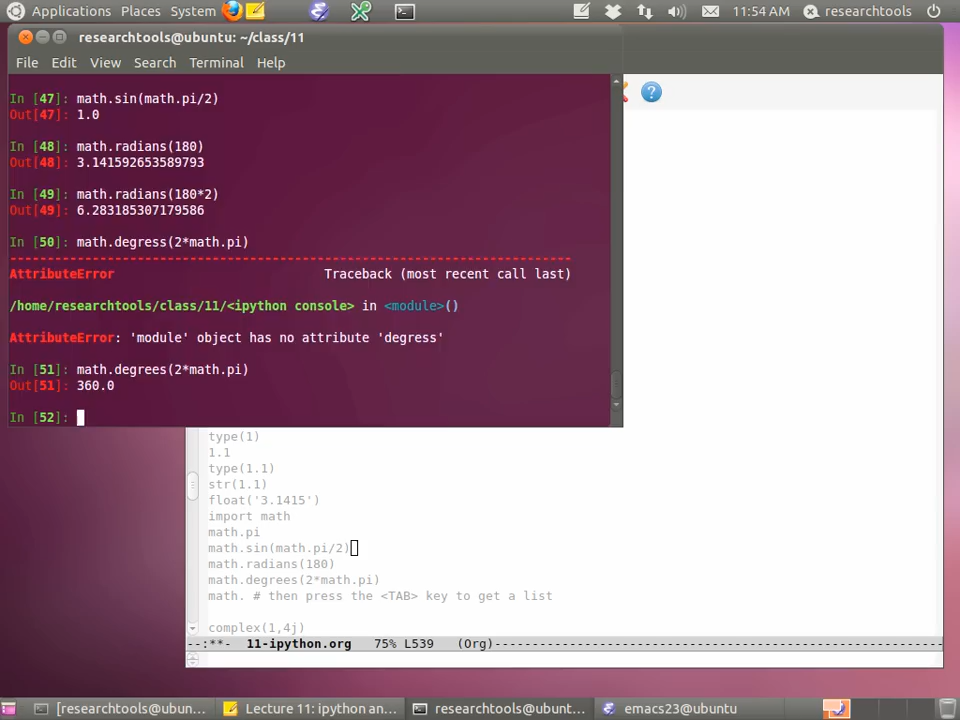 Applications Places System 11:54 AM researchtools
researchtools@ubuntu: ~/class/11
File Edit View Search Terminal Help
In [47]: math.sin(math.pi/2)
Out[47]: 1.0
In [48]: math.radians(180)
Out[48]: 3.141592653589793
In [49]: math.radians(180*2)
Out[49]: 6.283185307179586
In [50]: math.degress(2*math.pi)
---------------------------------------------------------------------------
AttributeError Traceback (most recent call last)
/home/researchtools/class/11/<ipython console> in <module>()
AttributeError: 'module' object has no attribute 'degress'
In [51]: math.degrees(2*math.pi)
Out[51]: 360.0
In [52]:
type(1)
1.1
type(1.1)
str(1.1)
float('3.1415')
import math
math.pi
math.sin(math.pi/2)
math.radians(180)
math.degrees(2*math.pi)
math. # then press the <TAB> key to get a list
complex(1,4j)
--:**- 11-ipython.org 75% L539 (Org)--------------------------------------------------
[researchtools@ubun... Lecture 11: ipython an... researchtools@ubunt... emacs23@ubuntu